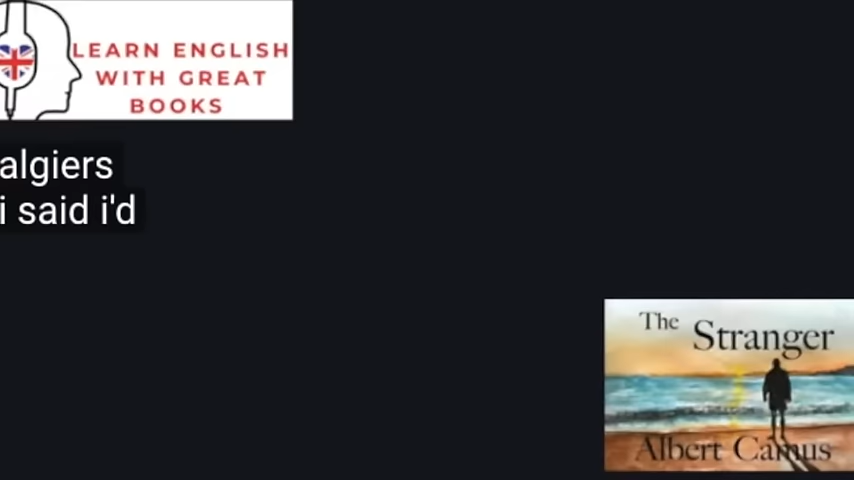 LEARN ENGLISH
WITH GREAT
BOOKS
algiers
i said i'd
The Stranger
Albert Camus